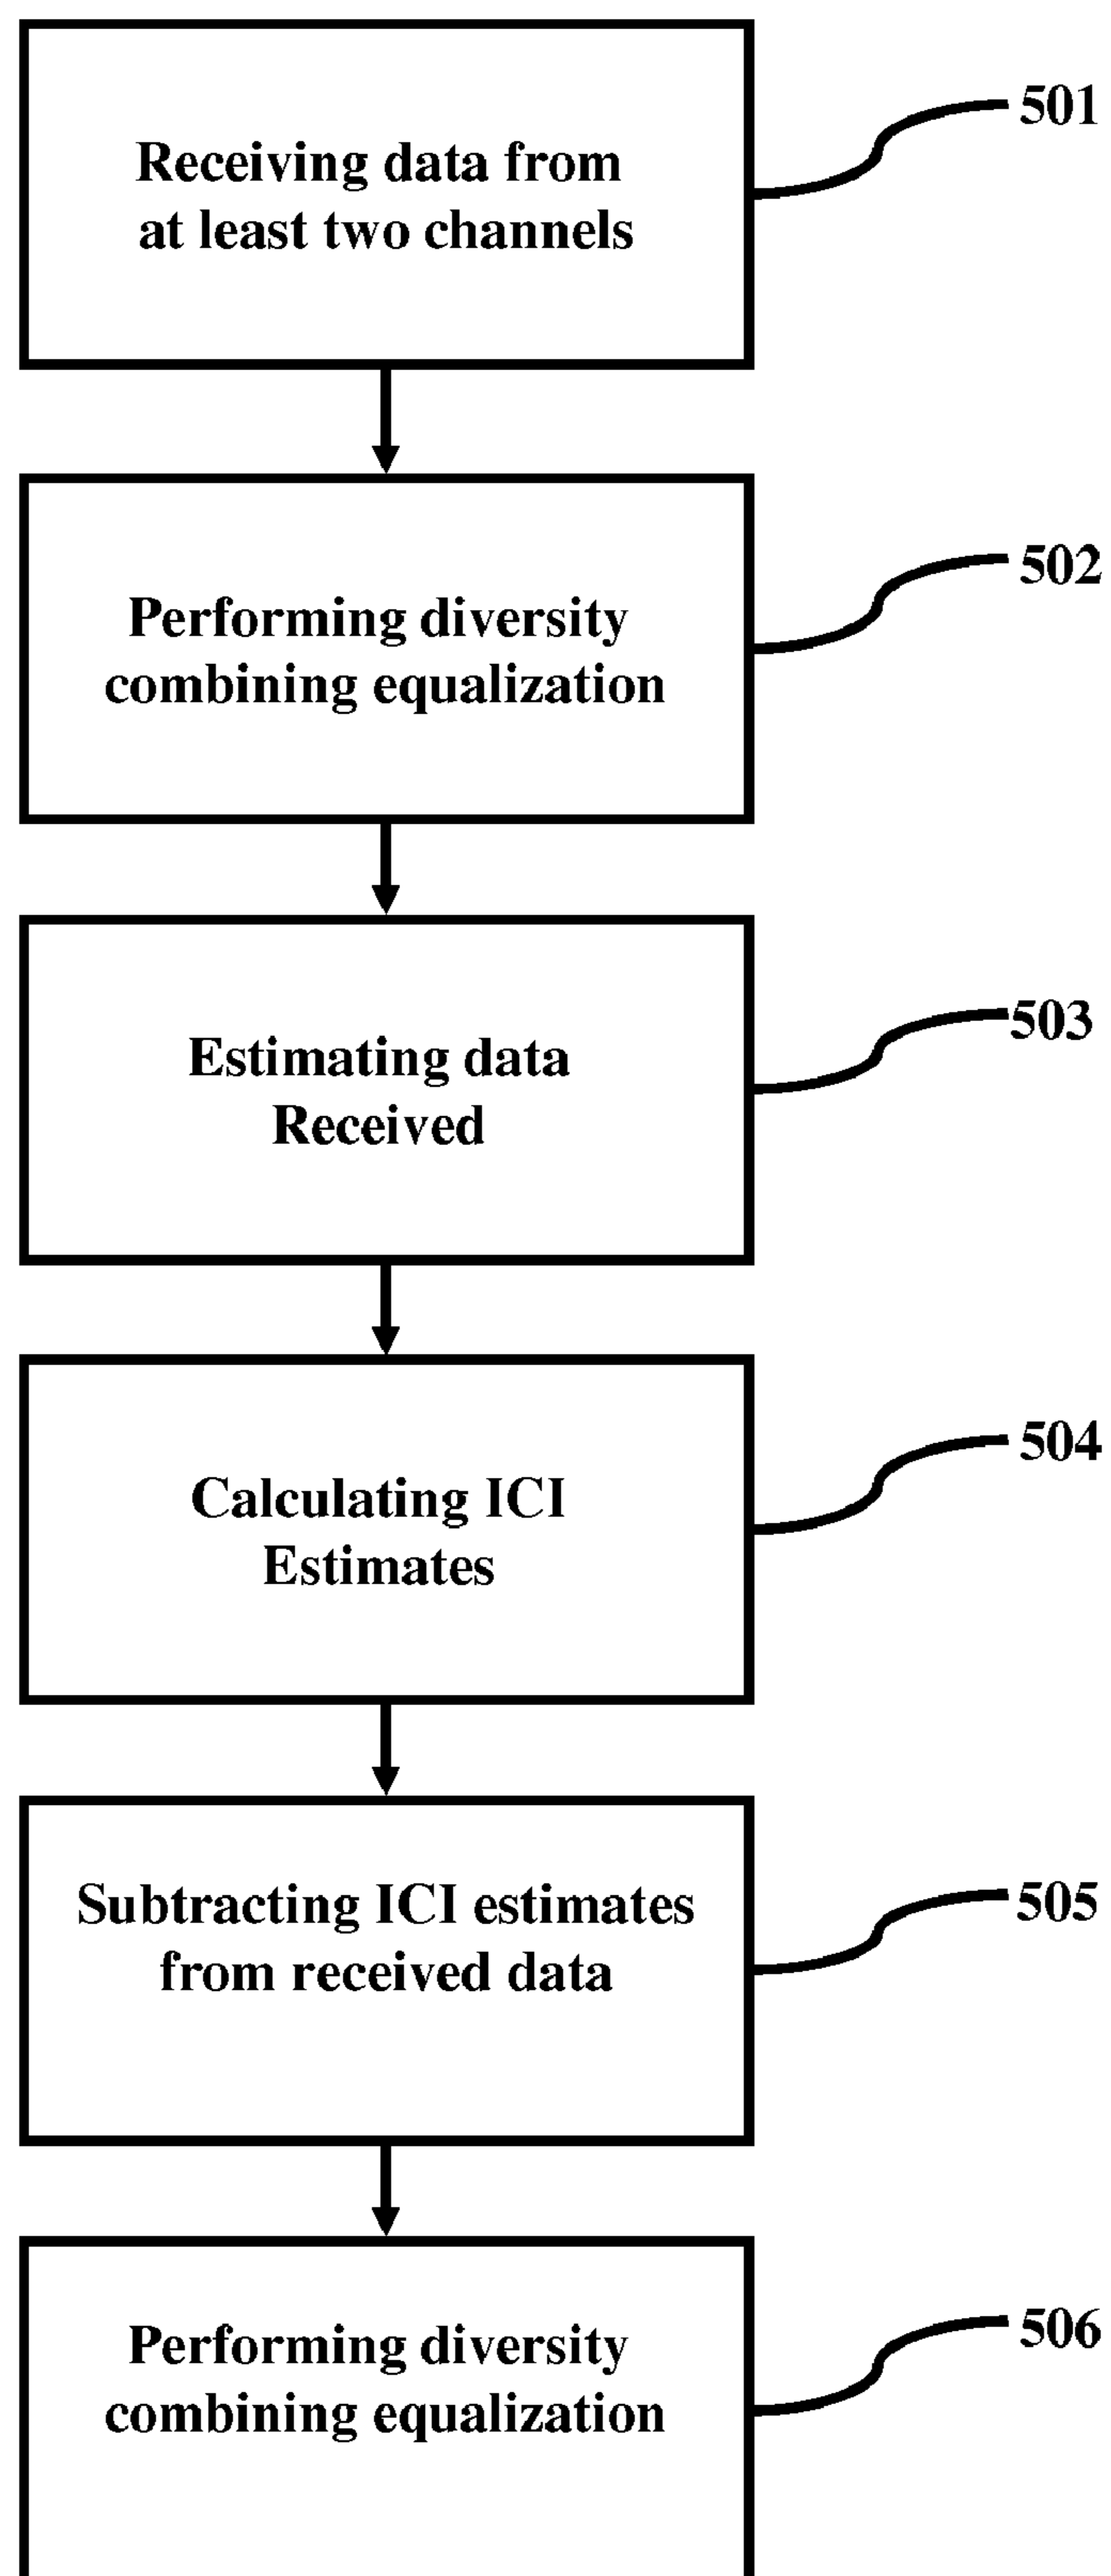 Receiving data from
at least two channels
501
Performing diversity
combining equalization
502
Estimating data
Received
503
Calculating ICI
Estimates
504
Subtracting ICI estimates
from received data
505
Performing diversity
combining equalization
506